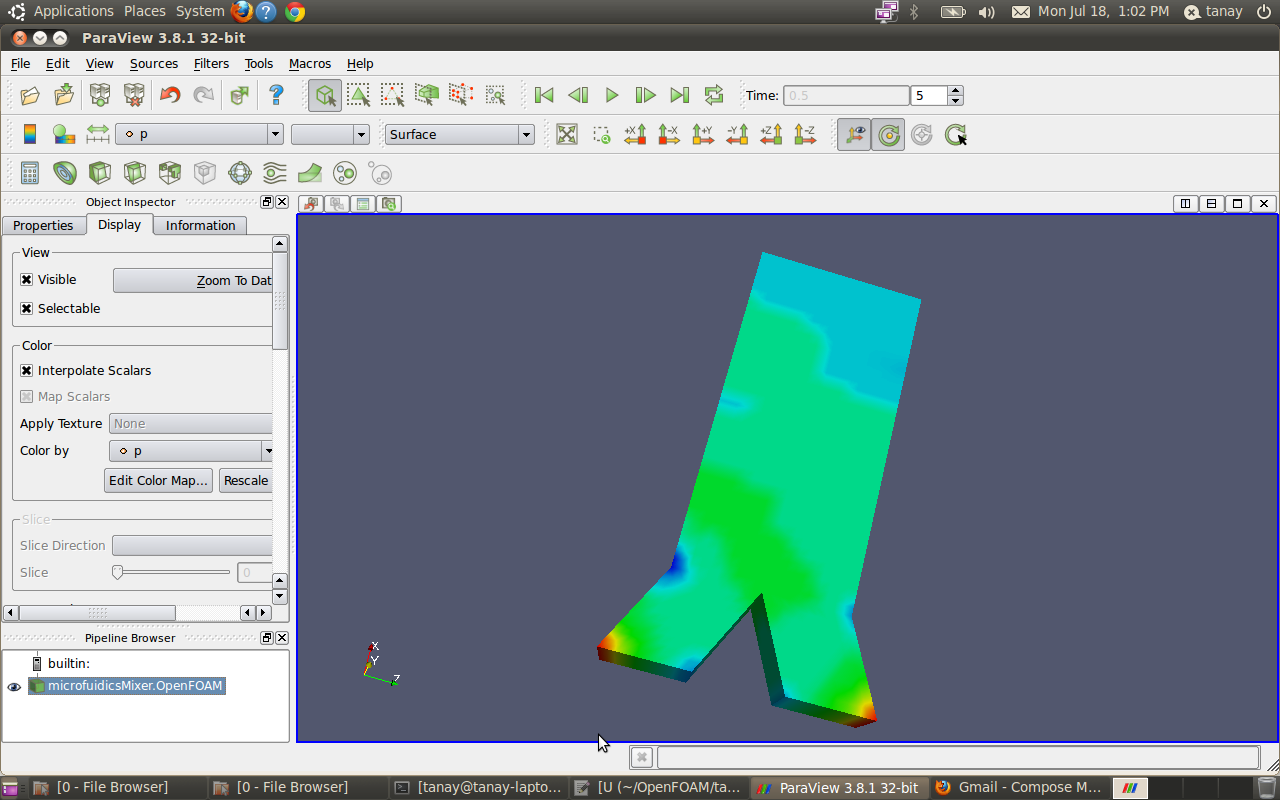 Applications Places System Mon Jul 18, 1:02 PM tanay
ParaView 3.8.1 32-bit
File Edit View Sources Filters Tools Macros Help
Time: 0.5 5
p Surface +X -X +Y -Y +Z -Z
Object Inspector
Properties Display Information
View
Visible Zoom To Dat
Selectable
Color
Interpolate Scalars
Map Scalars
Apply Texture None
Color by p
Edit Color Map... Rescale
Slice
Slice Direction
Slice 0
Pipeline Browser
builtin:
microfuidicsMixer.OpenFOAM
X
Y
Z
[0 - File Browser] [0 - File Browser] [tanay@tanay-lapto... [U (~/OpenFOAM/ta... ParaView 3.8.1 32-bit Gmail - Compose M...